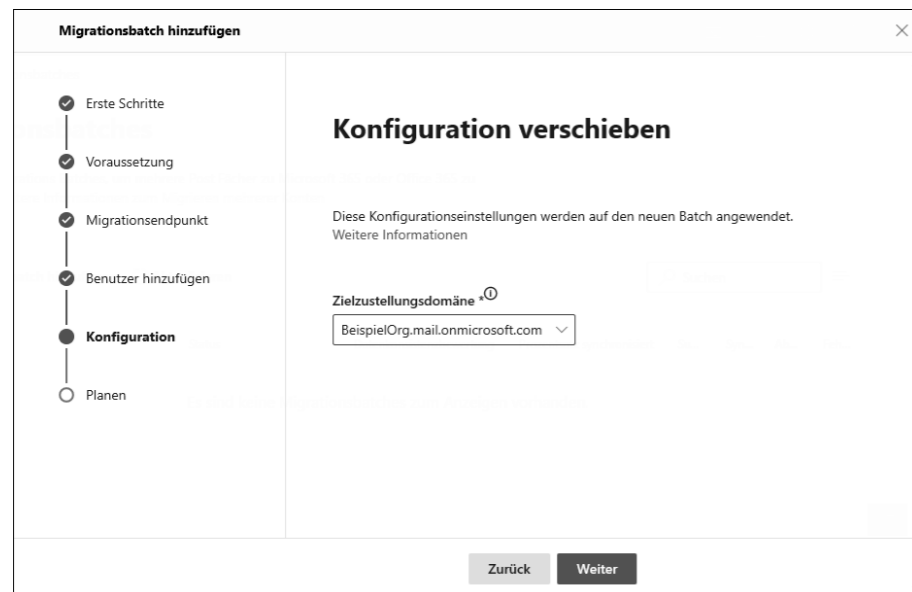 Migrationsbatch hinzufügen
Erste Schritte
Voraussetzung
Migrationsendpunkt
Benutzer hinzufügen
Konfiguration
Planen
Konfiguration verschieben
Diese Konfigurationseinstellungen werden auf den neuen Batch angewendet.
Weitere Informationen
Zielzustellungsdomäne *
BeispielOrg.mail.onmicrosoft.com
Zurück
Weiter